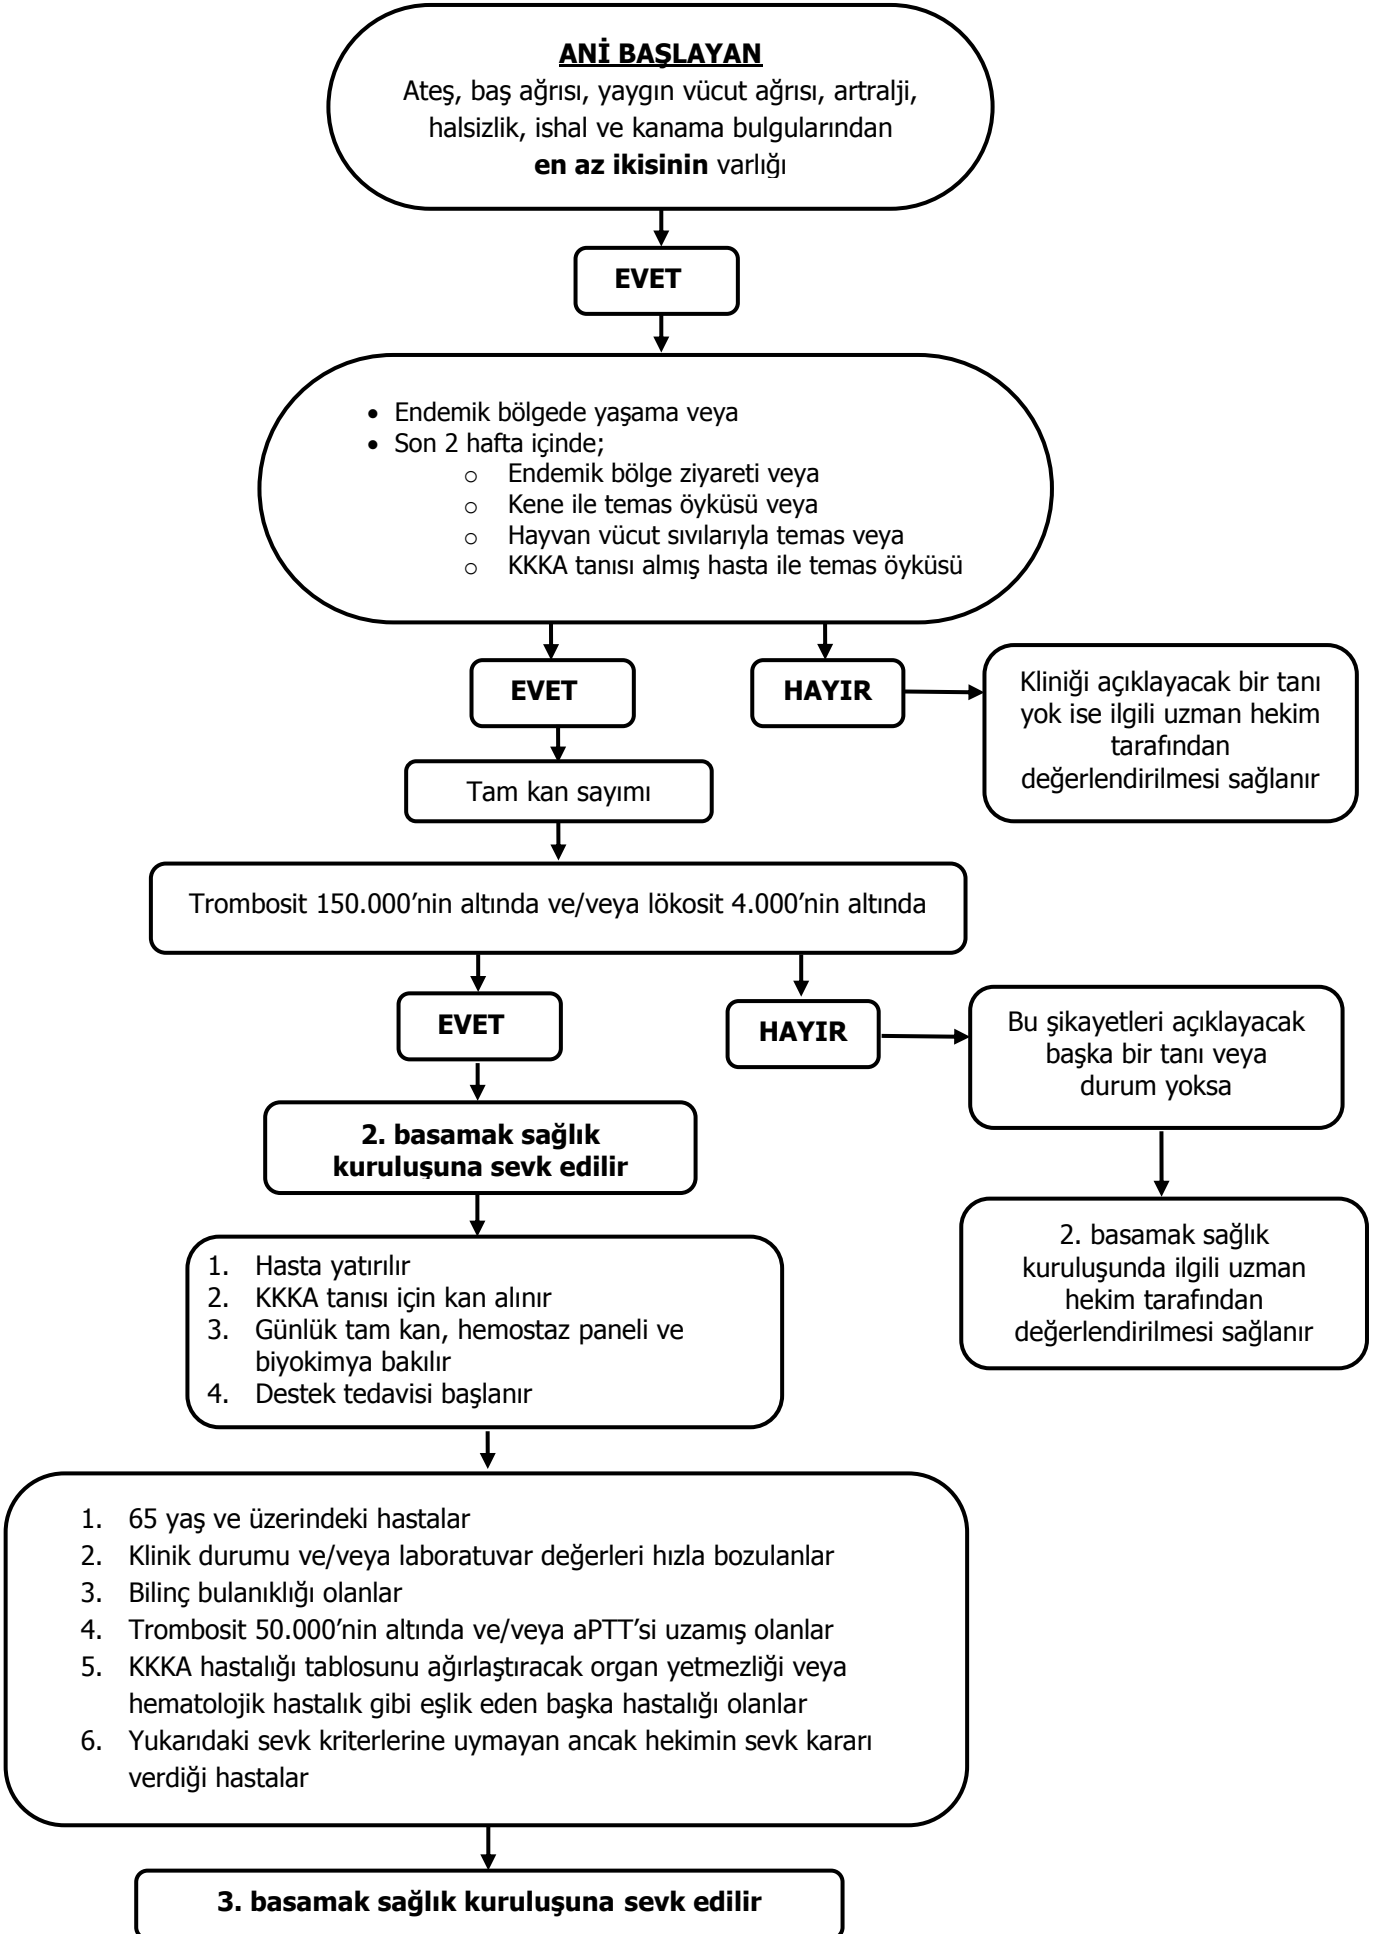 ANİ BAŞLAYAN
Ateş, baş ağrısı, yaygın vücut ağrısı, artralji,
halsizlik, ishal ve kanama bulgularından
en az ikisinin varlığı
EVET
• Endemik bölgede yaşama veya
• Son 2 hafta içinde;
o Endemik bölge ziyareti veya
o Kene ile temas öyküsü veya
o Hayvan vücut sıvılarıyla temas veya
o KKKA tanısı almış hasta ile temas öyküsü
EVET
HAYIR
Kliniği açıklayacak bir tanı
yok ise ilgili uzman hekim
tarafından
değerlendirilmesi sağlanır
Tam kan sayımı
Trombosit 150.000’nin altında ve/veya lökosit 4.000’nin altında
EVET
HAYIR
Bu şikayetleri açıklayacak
başka bir tanı veya
durum yoksa
2. basamak sağlık
kuruluşuna sevk edilir
2. basamak sağlık
kuruluşunda ilgili uzman
hekim tarafından
değerlendirilmesi sağlanır
1. Hasta yatırılır
2. KKKA tanısı için kan alınır
3. Günlük tam kan, hemostaz paneli ve
biyokimya bakılır
4. Destek tedavisi başlanır
1. 65 yaş ve üzerindeki hastalar
2. Klinik durumu ve/veya laboratuvar değerleri hızla bozulanlar
3. Bilinç bulanıklığı olanlar
4. Trombosit 50.000’nin altında ve/veya aPTT’si uzamış olanlar
5. KKKA hastalığı tablosunu ağırlaştıracak organ yetmezliği veya
hematolojik hastalık gibi eşlik eden başka hastalığı olanlar
6. Yukarıdaki sevk kriterlerine uymayan ancak hekimin sevk kararı
verdiği hastalar
3. basamak sağlık kuruluşuna sevk edilir